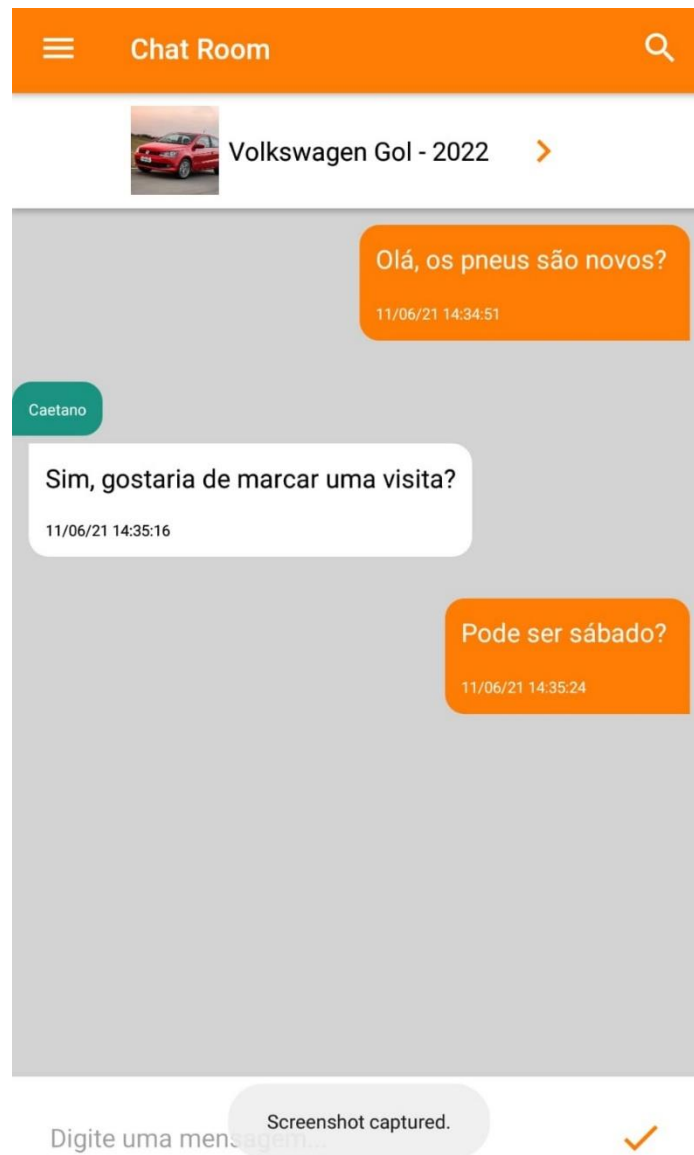 Chat Room
Volkswagen Gol - 2022
Olá, os pneus são novos?
11/06/21 14:34:51
Caetano
Sim, gostaria de marcar uma visita?
11/06/21 14:35:16
Pode ser sábado?
11/06/21 14:35:24
Screenshot captured.
Digite uma mensagem...